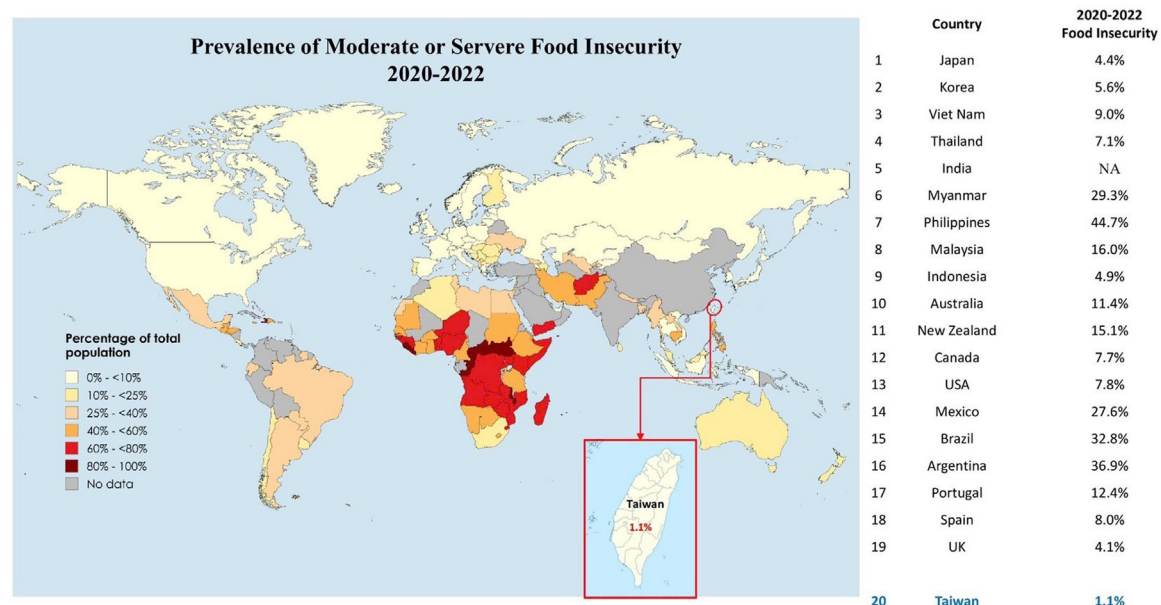 Prevalence of Moderate or Servere Food Insecurity
2020-2022
Percentage of total
population
0% - <10%
10% - <25%
25% - <40%
40% - <60%
60% - <80%
80% - 100%
No data
Taiwan
1.1%
Country 2020-2022
Food Insecurity
1 Japan 4.4%
2 Korea 5.6%
3 Viet Nam 9.0%
4 Thailand 7.1%
5 India NA
6 Myanmar 29.3%
7 Philippines 44.7%
8 Malaysia 16.0%
9 Indonesia 4.9%
10 Australia 11.4%
11 New Zealand 15.1%
12 Canada 7.7%
13 USA 7.8%
14 Mexico 27.6%
15 Brazil 32.8%
16 Argentina 36.9%
17 Portugal 12.4%
18 Spain 8.0%
19 UK 4.1%
20 Taiwan 1.1%